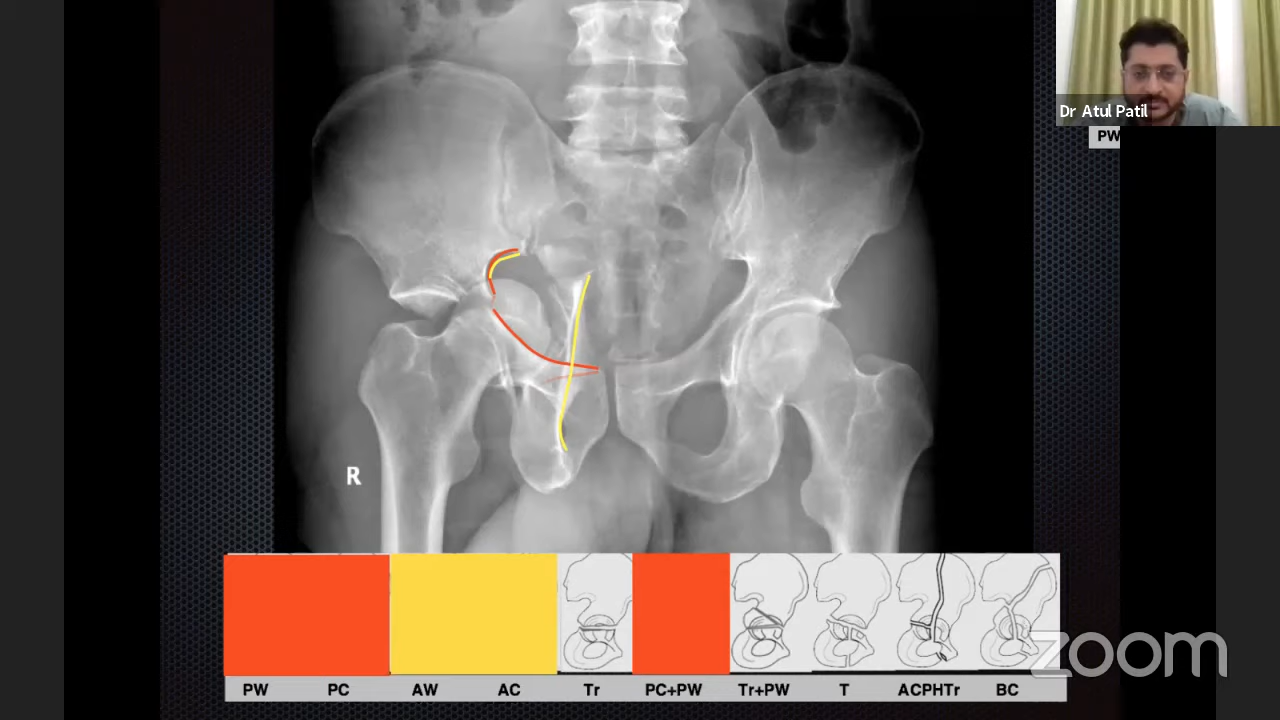 Dr Atul Patil
PW
R
PW PC AW AC Tr PC+PW Tr+PW T ACPHTr BC
zoom